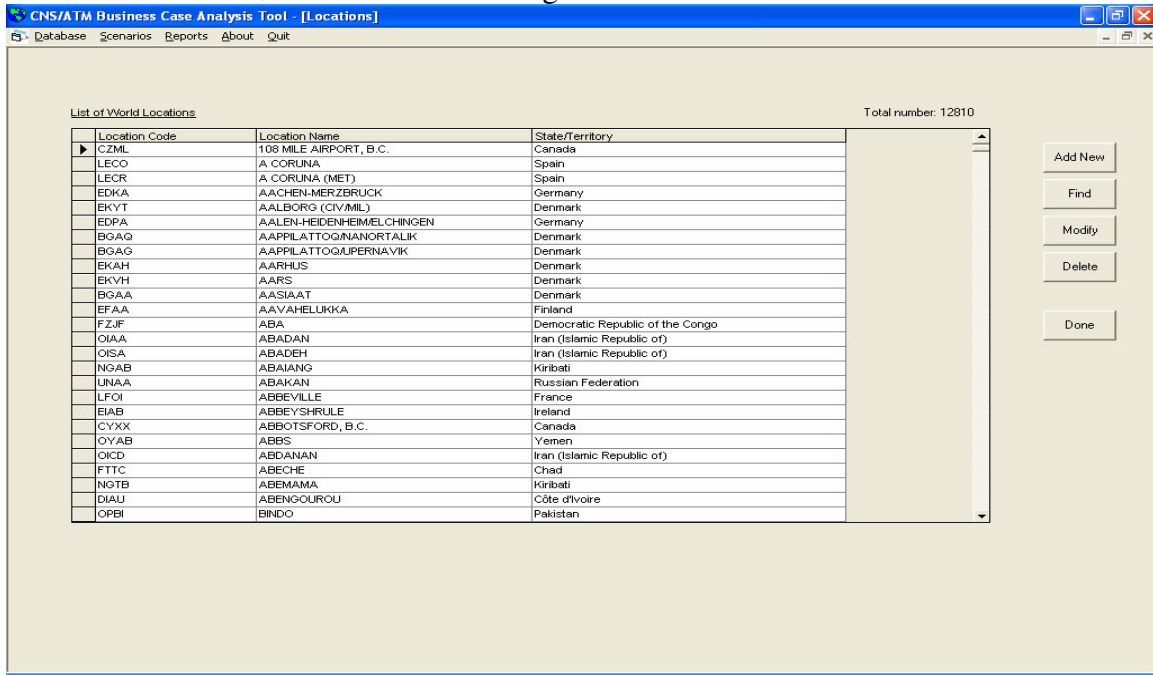 CNS/ATM Business Case Analysis Tool - [Locations]
Database Scenarios Reports About Quit
List of World Locations Total number: 12810
Location Code Location Name State/Territory
CZML 108 MILE AIRPORT, B.C. Canada
LECO A CORUNA Spain
LECR A CORUNA (MET) Spain
EDKA AACHEN-MERZBRUCK Germany
EKYT AALBORG (CIV/MIL) Denmark
EDPA AALEN-HEIDENHEIM/ELCHINGEN Germany
BGAQ AAPPILATTOQ/NANORTALIK Denmark
BGAG AAPPILATTOQ/UPERNAVIK Denmark
EKAH AARHUS Denmark
EKVH AARS Denmark
BGAA AASIAAT Denmark
EFAA AAVAHELUKKA Finland
FZJF ABA Democratic Republic of the Congo
OIAA ABADAN Iran (Islamic Republic of)
OISA ABADEH Iran (Islamic Republic of)
NGAB ABAIANG Kiribati
UNAA ABAKAN Russian Federation
LFOI ABBEVILLE France
EIAB ABBEYSHRULE Ireland
CYXX ABBOTSFORD, B.C. Canada
OYAB ABBS Yemen
OICD ABDANAN Iran (Islamic Republic of)
FTTC ABECHE Chad
NGTB ABEMAMA Kiribati
DIAU ABENGOUROU Côte d'Ivoire
OPBI BINDO Pakistan
Add New
Find
Modify
Delete
Done